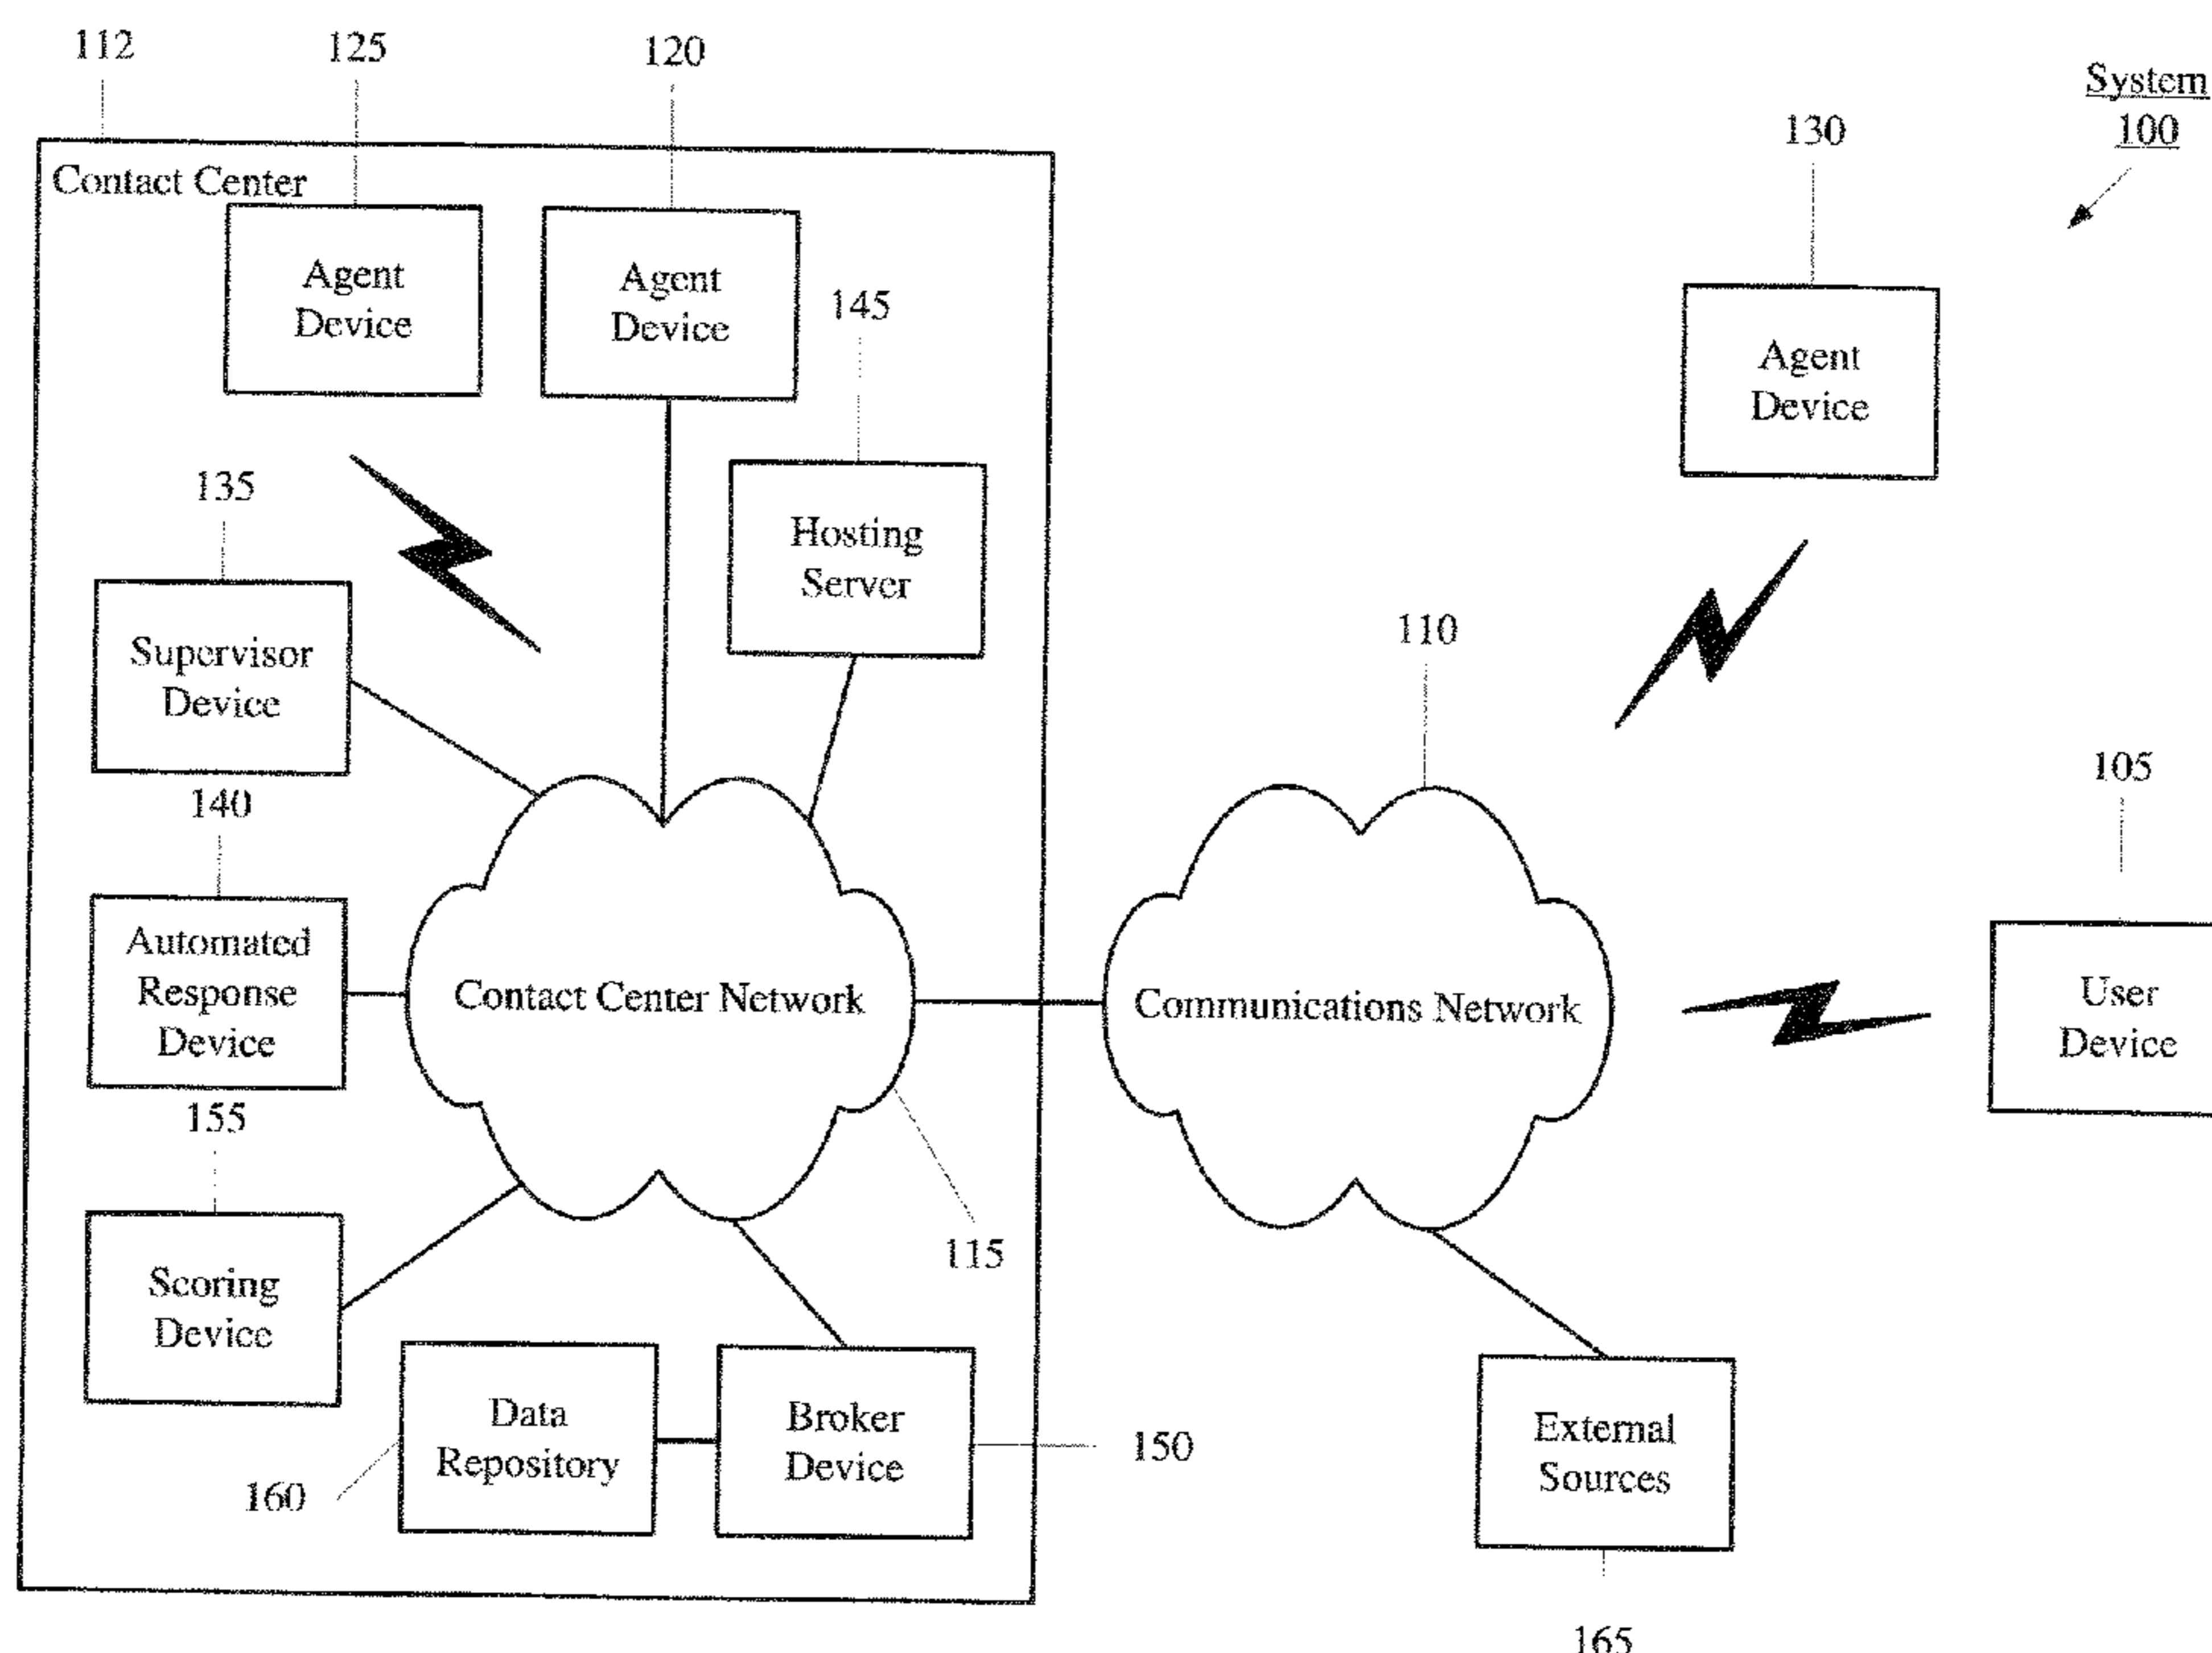 112
125
120
System
100
130
Contact Center
Agent
Device
Agent
Device
145
Agent
Device
135
Hosting
Server
110
Supervisor
Device
105
140
Automated
Response
Device
Contact Center Network
Communications Network
User
Device
155
115
Scoring
Device
Data
Repository
Broker
Device
150
External
Sources
160
165